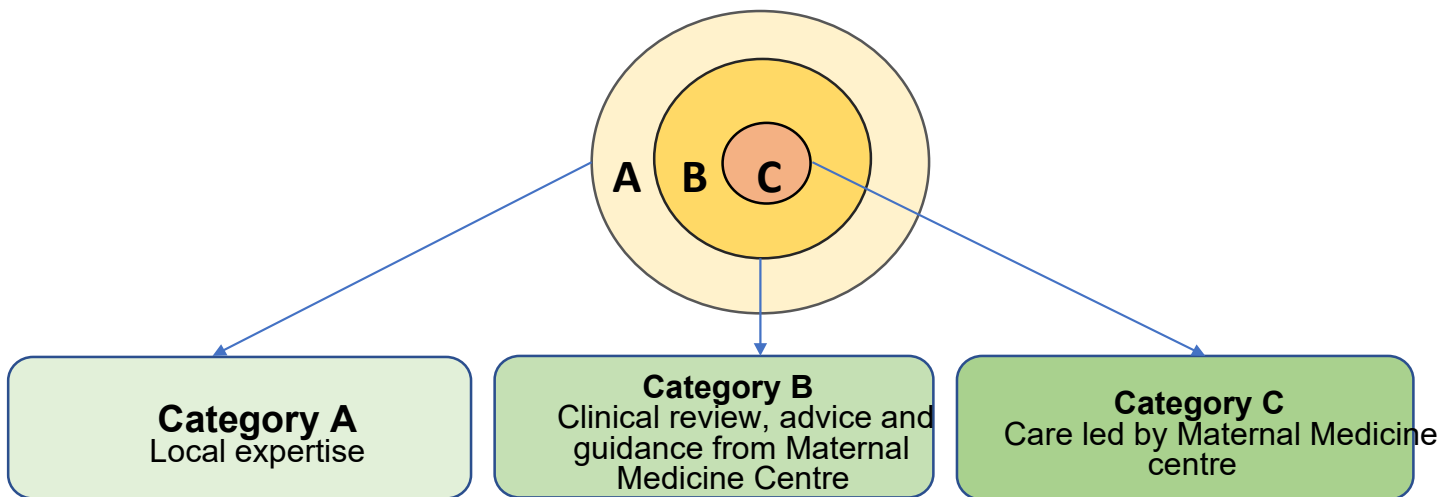 A
B
C
Category A
Local expertise
Category B
Clinical review, advice and
guidance from Maternal
Medicine Centre
Category C
Care led by Maternal Medicine
centre